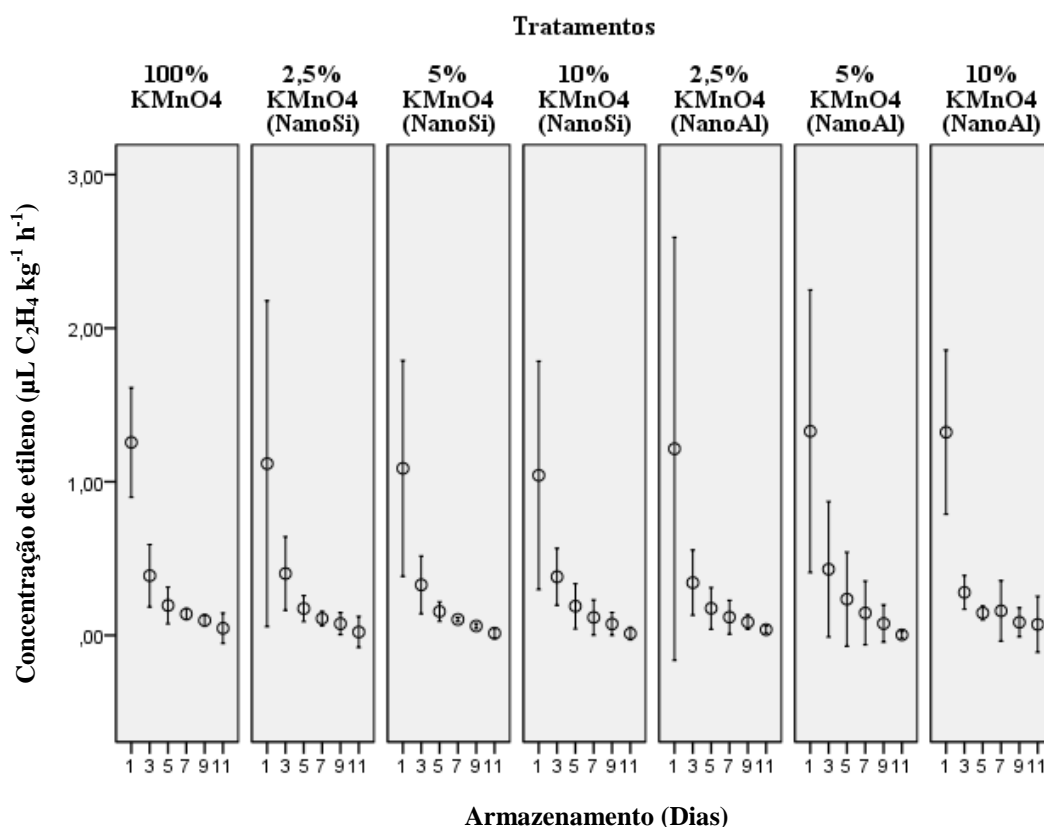 Tratamentos
100% KMnO4
2,5% KMnO4 (NanoSi)
5% KMnO4 (NanoSi)
10% KMnO4 (NanoSi)
2,5% KMnO4 (NanoAl)
5% KMnO4 (NanoAl)
10% KMnO4 (NanoAl)
Concentração de etileno (µL C₂H₄ kg⁻¹ h⁻¹)
3,00
2,00
1,00
,00
1 3 5 7 9 11
1 3 5 7 9 11
1 3 5 7 9 11
1 3 5 7 9 11
1 3 5 7 9 11
1 3 5 7 9 11
1 3 5 7 9 11
Armazenamento (Dias)